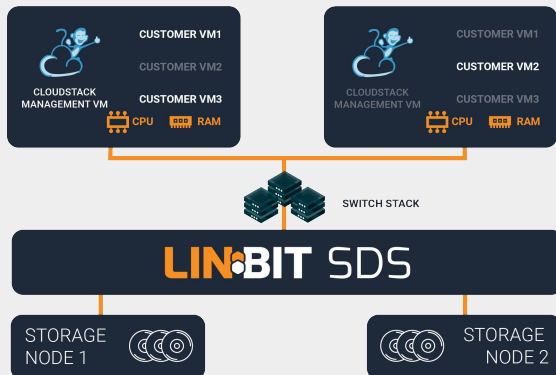 CUSTOMER VM1
CUSTOMER VM2
CLOUDSTACK
MANAGEMENT VM
CUSTOMER VM3
CPU RAM
CUSTOMER VM1
CUSTOMER VM2
CLOUDSTACK
MANAGEMENT VM
CUSTOMER VM3
CPU RAM
SWITCH STACK
LINBIT SDS
STORAGE
NODE 1
STORAGE
NODE 2